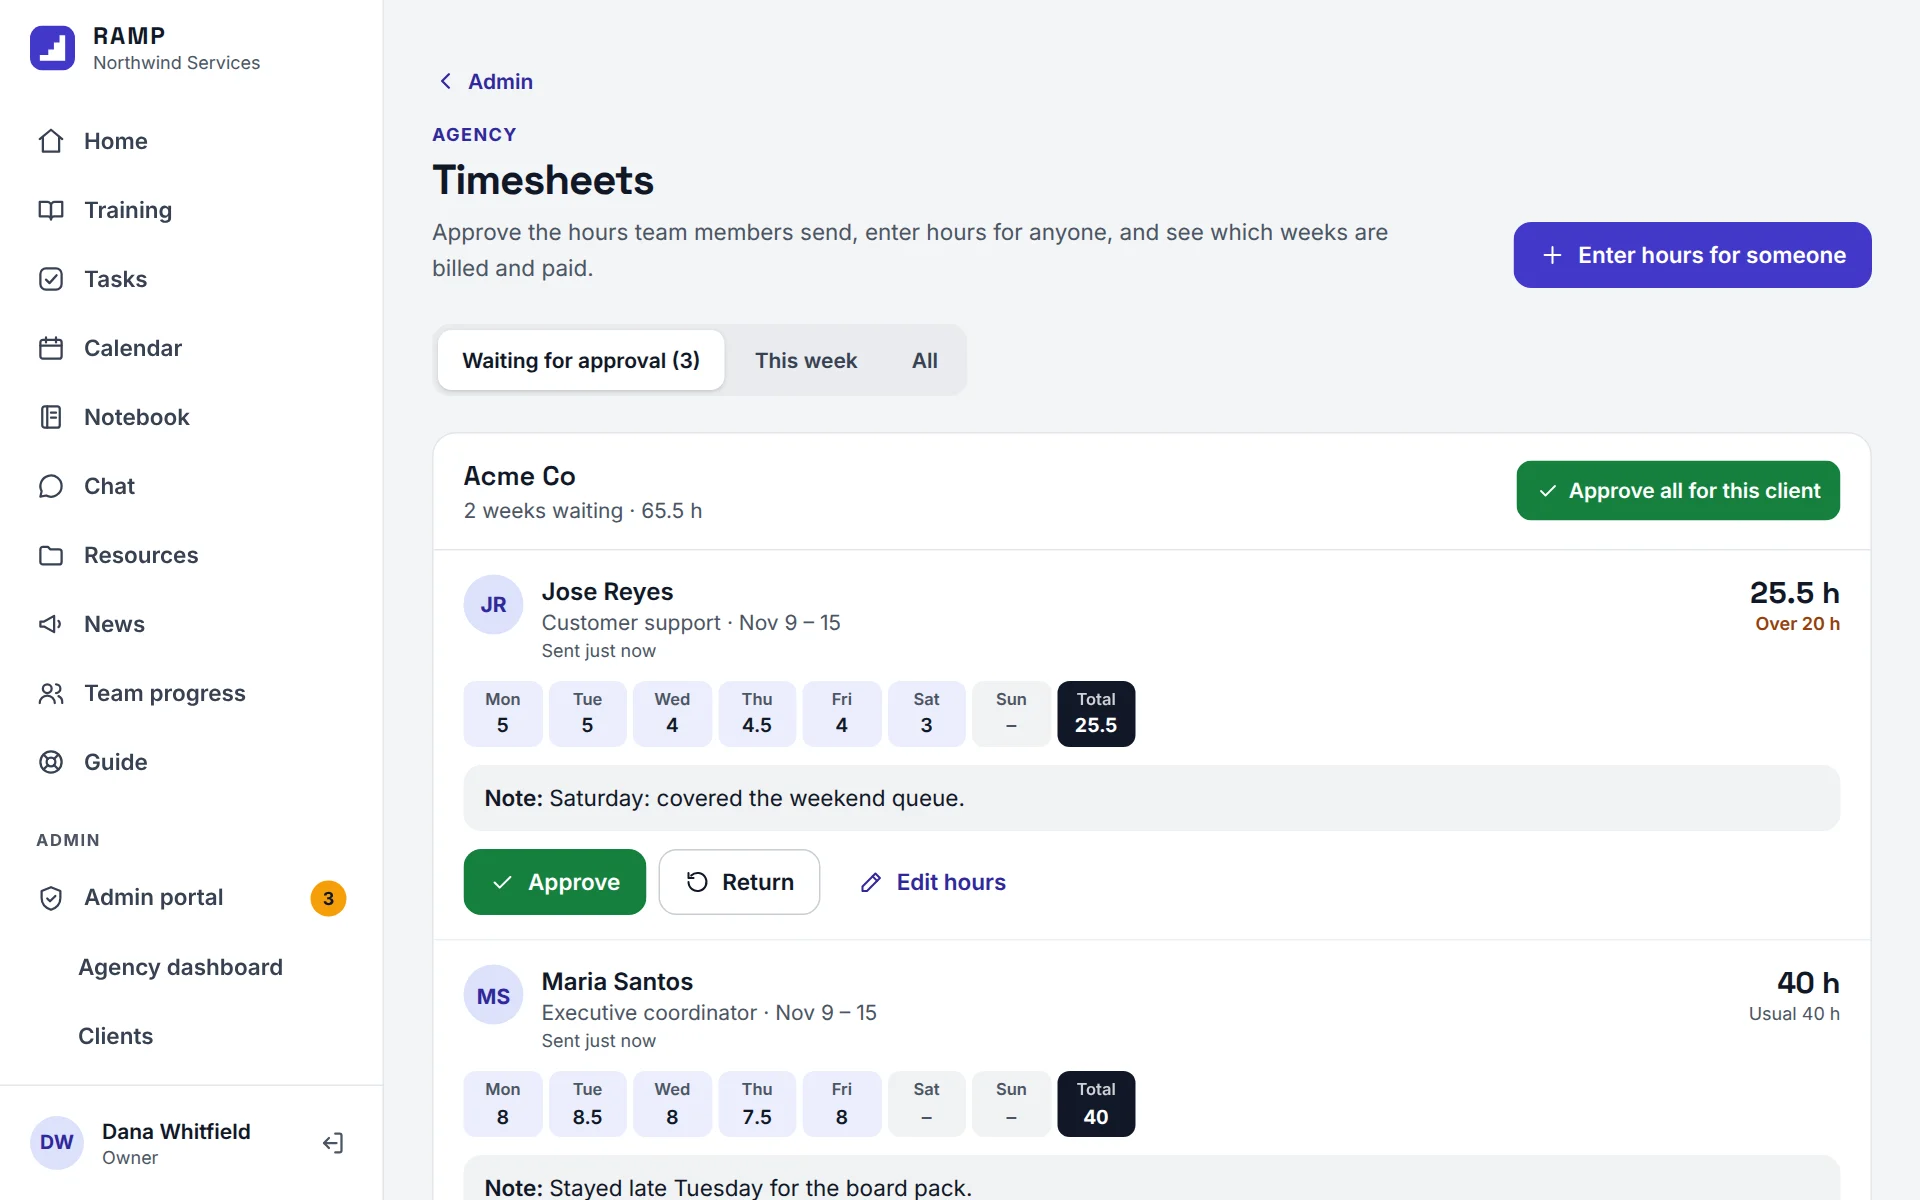 RAMP
Northwind Services
Home
Training
Tasks
Calendar
Notebook
Chat
Resources
News
Team progress
Guide
ADMIN
Admin portal 3
Agency dashboard
Clients
DW
Dana Whitfield
Owner
Admin
AGENCY
Timesheets
Approve the hours team members send, enter hours for anyone, and see which weeks are
billed and paid.
Enter hours for someone
Waiting for approval (3) This week All
Acme Co
2 weeks waiting · 65.5 h
Approve all for this client
JR
Jose Reyes
Customer support · Nov 9 – 15
Sent just now
25.5 h
Over 20 h
Mon Tue Wed Thu Fri Sat Sun Total
5 5 4 4.5 4 3 – 25.5
Note: Saturday: covered the weekend queue.
Approve Return Edit hours
MS
Maria Santos
Executive coordinator · Nov 9 – 15
Sent just now
40 h
Usual 40 h
Mon Tue Wed Thu Fri Sat Sun Total
8 8.5 8 7.5 8 – – 40
Note: Stayed late Tuesday for the board pack.